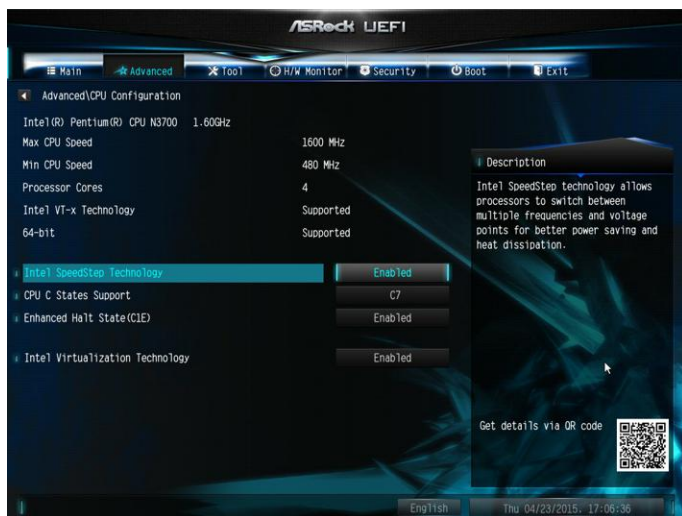 ASRock UEFI
Main Advanced Tool H/W Monitor Security Boot Exit
Advanced\CPU Configuration
Intel(R) Pentium(R) CPU N3700 1.60GHz
Max CPU Speed 1600 MHz
Min CPU Speed 480 MHz
Processor Cores 4
Intel VT-x Technology Supported
64-bit Supported
Intel SpeedStep Technology Enabled
CPU C States Support C7
Enhanced Halt State(C1E) Enabled
Intel Virtualization Technology Enabled
Description
Intel SpeedStep technology allows
processors to switch between
multiple frequencies and voltage
points for better power saving and
heat dissipation.
Get details via QR code
English Thu 04/23/2015. 17:06:36